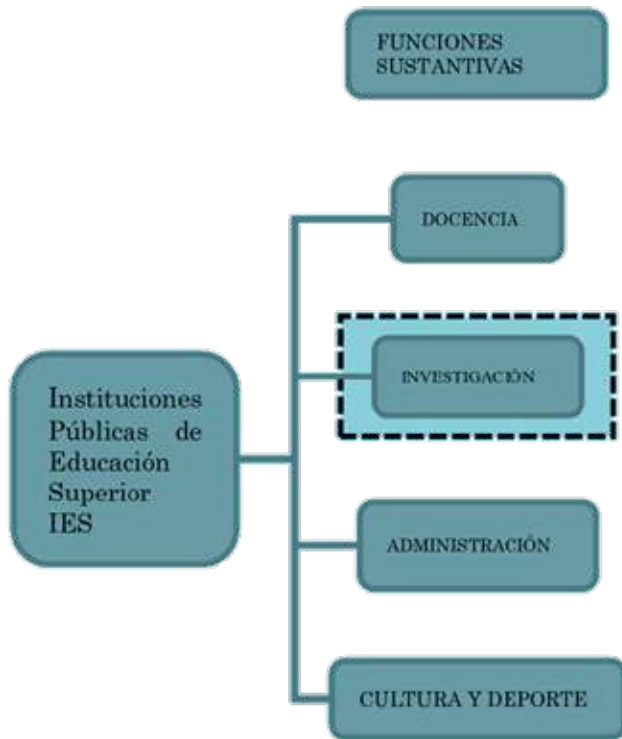 FUNCIONES
SUSTANTIVAS
DOCENCIA
INVESTIGACIÓN
Instituciones
Públicas de
Educación
Superior
IES
ADMINISTRACIÓN
CULTURA Y DEPORTE